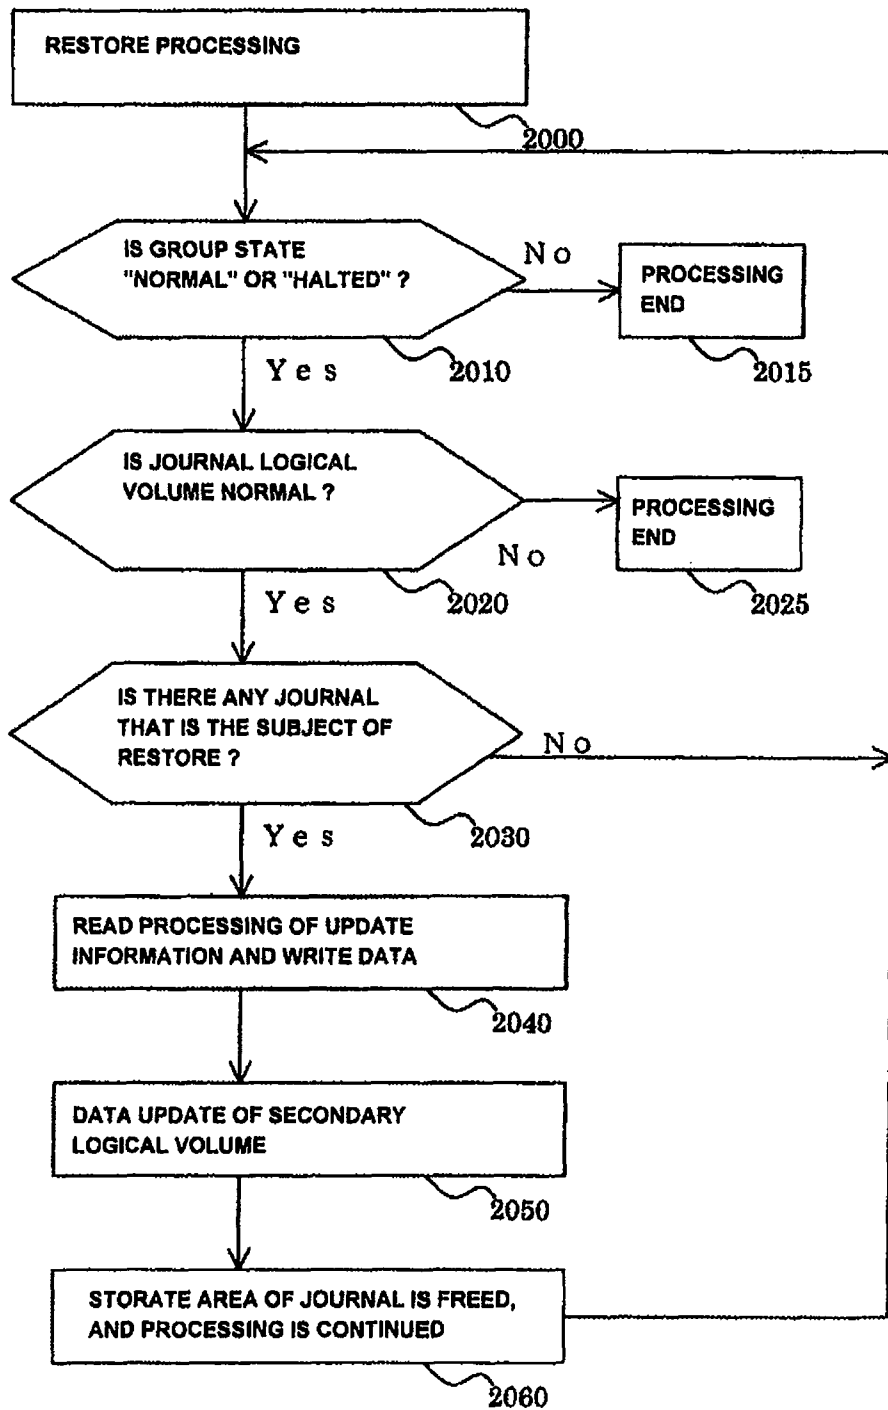 RESTORE PROCESSING
2000
IS GROUP STATE
"NORMAL" OR "HALTED" ?
No
PROCESSING
END
2010
2015
Yes
IS JOURNAL LOGICAL
VOLUME NORMAL ?
PROCESSING
END
No
2020
2025
Yes
IS THERE ANY JOURNAL
THAT IS THE SUBJECT OF
RESTORE ?
No
2030
Yes
READ PROCESSING OF UPDATE
INFORMATION AND WRITE DATA
2040
DATA UPDATE OF SECONDARY
LOGICAL VOLUME
2050
STORATE AREA OF JOURNAL IS FREED,
AND PROCESSING IS CONTINUED
2060